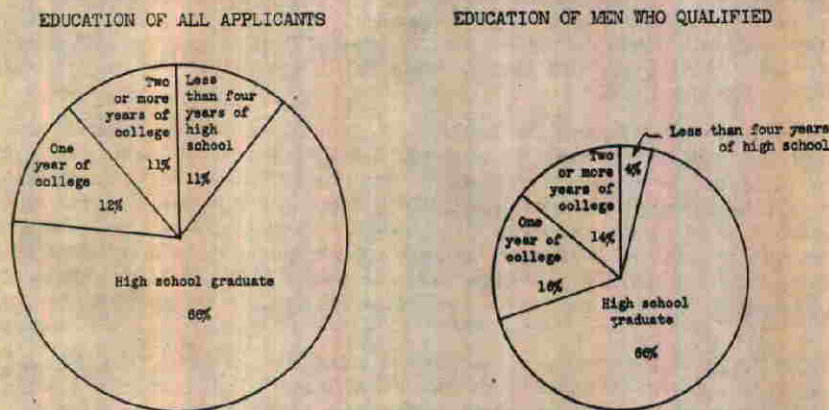 EDUCATION OF ALL APPLICANTS
Two
or more
years of
college
11%
Less
than four
years of
high
school
11%
One
year of
college
12%
High school graduate
66%
EDUCATION OF MEN WHO QUALIFIED
Less than four years
of high school
4%
Two
or more
years of
college
14%
One
year of
college
16%
High school
graduate
66%